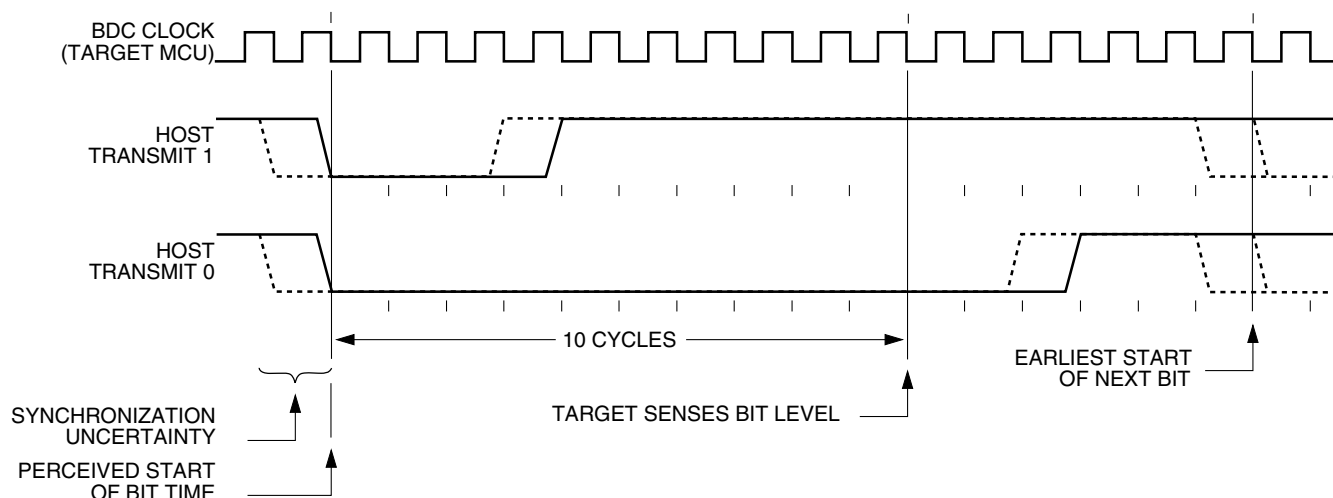 BDC CLOCK
(TARGET MCU)
HOST
TRANSMIT 1
HOST
TRANSMIT 0
10 CYCLES
EARLIEST START
OF NEXT BIT
TARGET SENSES BIT LEVEL
SYNCHRONIZATION
UNCERTAINTY
PERCEIVED START
OF BIT TIME